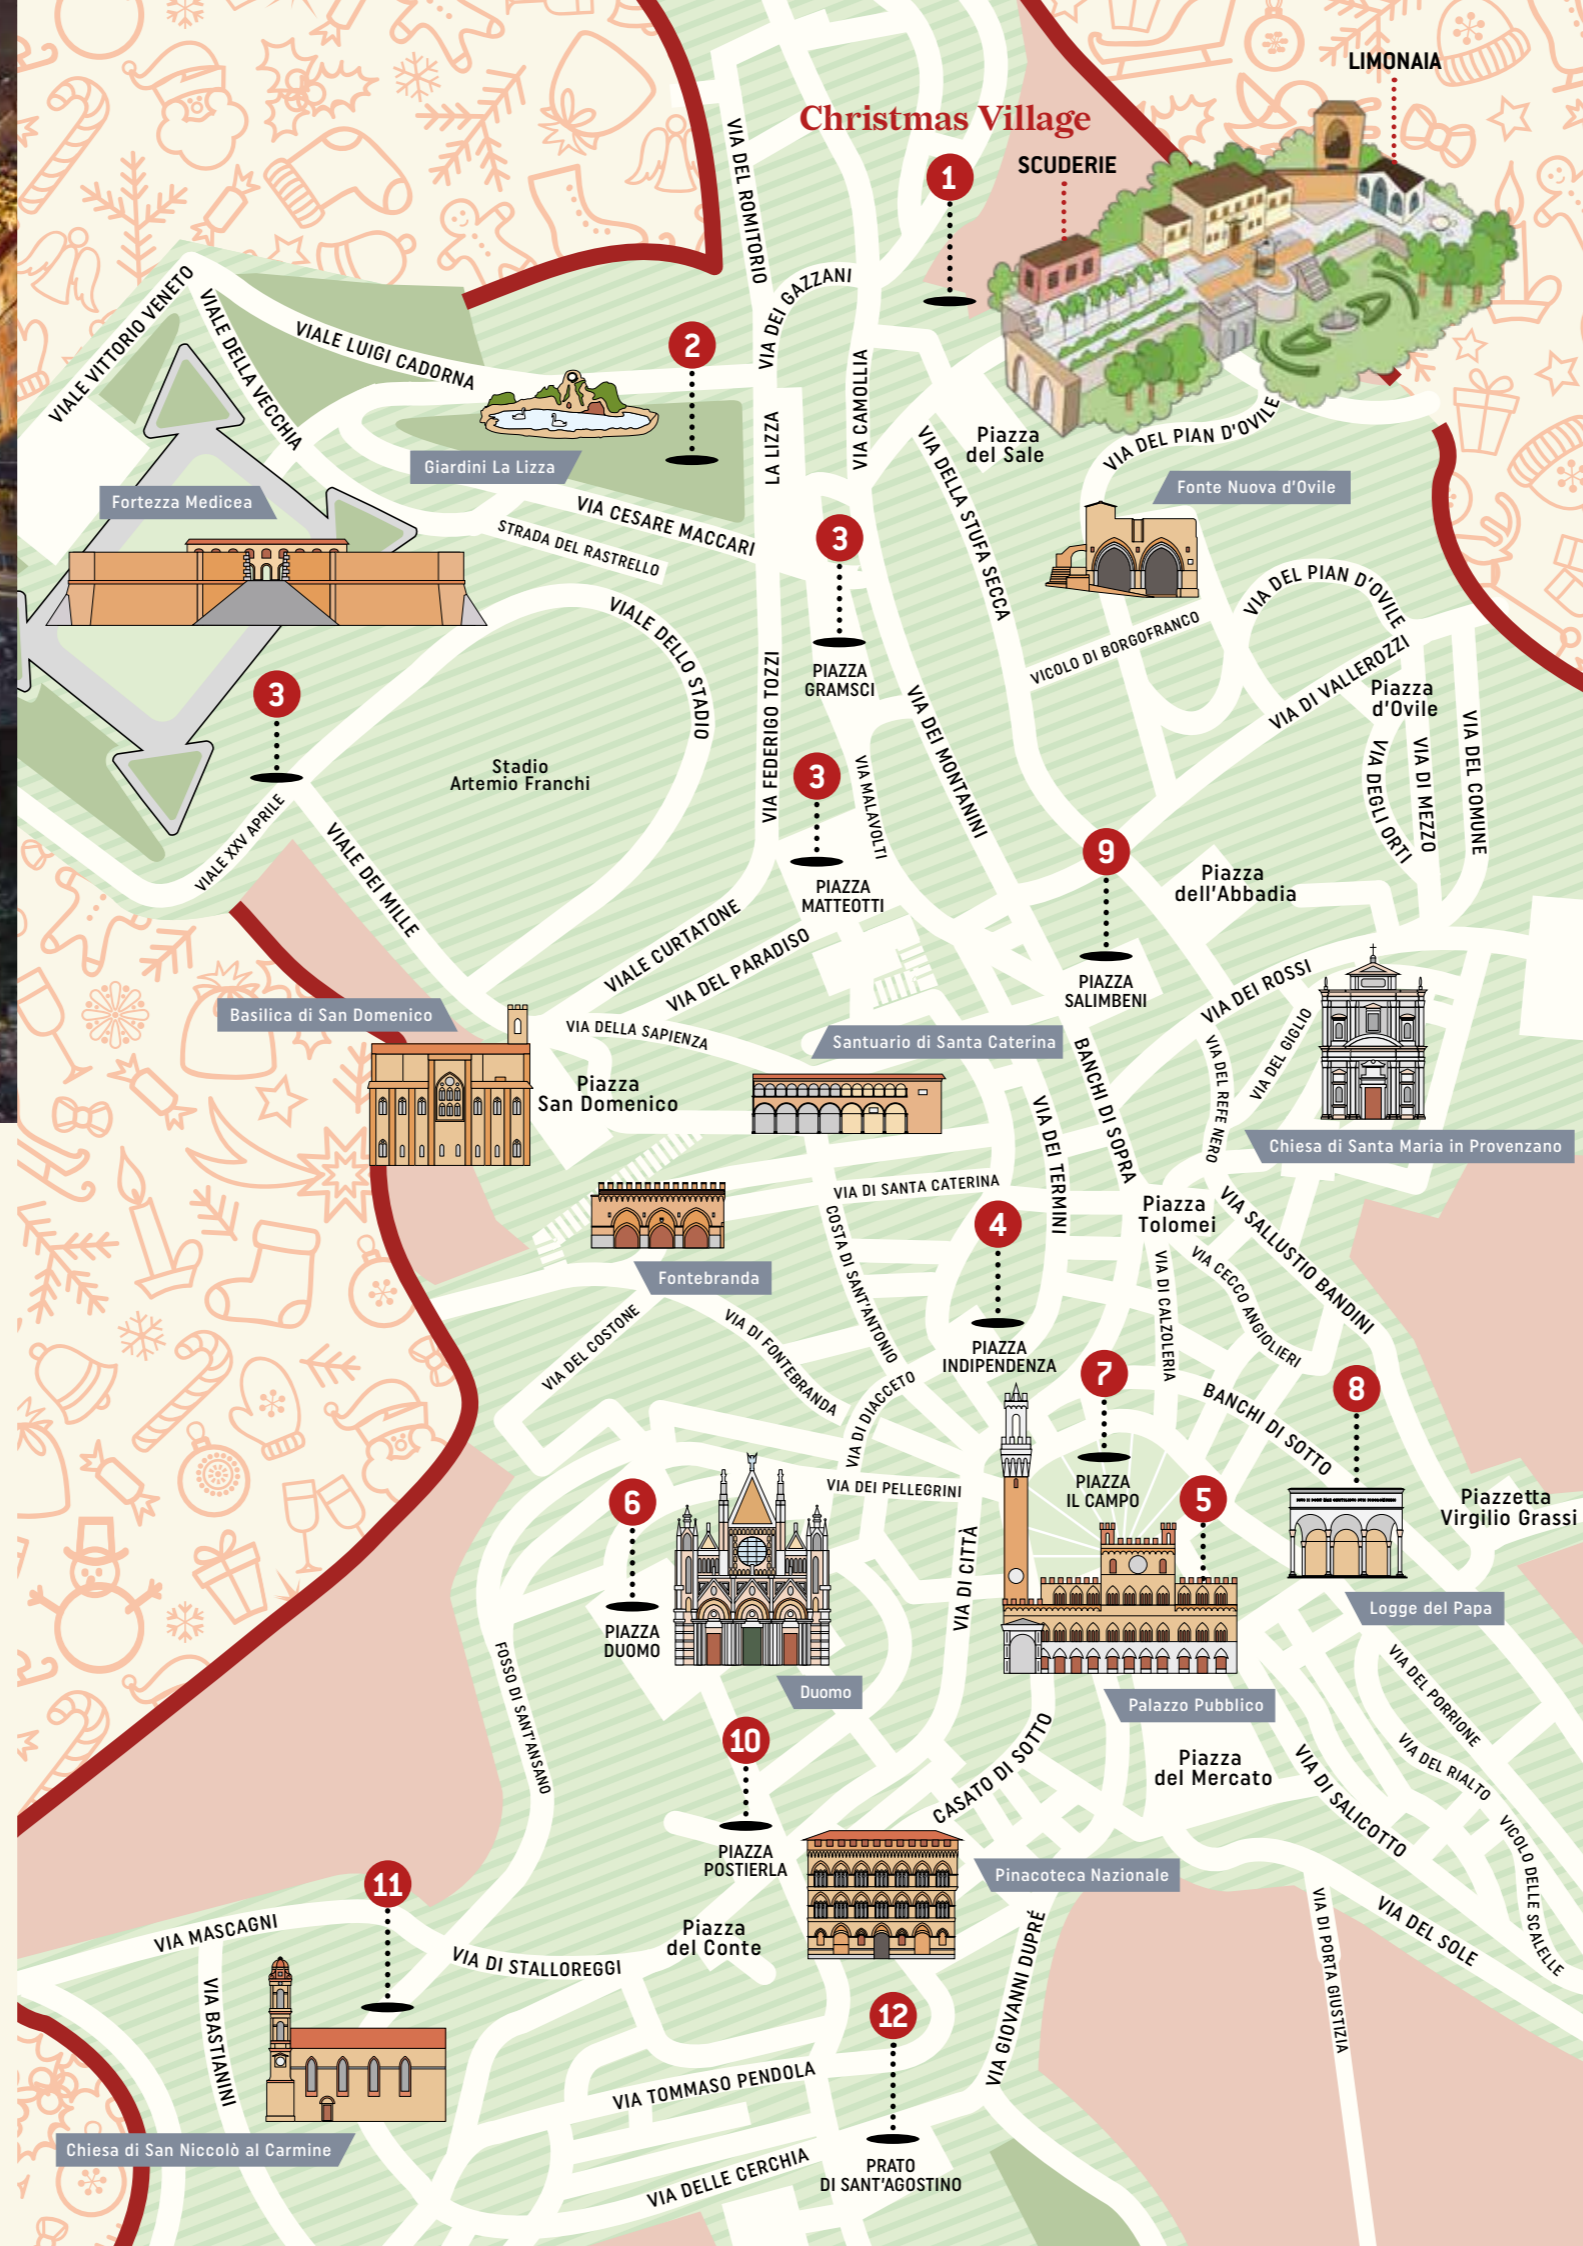 LIMONAIA
Christmas Village
SCUDERIE
1
VIA DEL ROMITORIO
VIA DEI GAZZANI
VIALE VITTORIO VENETO
VIALE DELLA VECCHIA
VIALE LUIGI CADORNA
2
VIA CAMOLLIA
LA LIZZA
VIA DELLA STUFA SECCA
Piazza
del Sale
VIA DEL PIAN D'OVILE
Giardini La Lizza
Fortezza Medicea
Fonte Nuova d'Ovile
VIA CESARE MACCARI
STRADA DEL RASTRELLO
3
PIAZZA
GRAMSCI
VIA DEL PIAN D'OVILE
VICOLO DI BORGOFRANCO
VIA DI VALLEROZZI
VIALE DELLO STADIO
VIA FEDERIGO TOZZI
VIA DEI MONTANINI
Piazza
d'Ovile
3
VIA DEGLI ORTI
VIA DI MEZZO
VIA DEL COMUNE
Stadio
Artemio Franchi
3
VIA MALAVOLTI
PIAZZA
MATTEOTTI
VIALE XXV APRILE
VIALE DEI MILLE
9
Piazza
dell'Abbadia
VIALE CURTATONE
VIA DEL PARADISO
PIAZZA
SALIMBENI
VIA DEI ROSSI
Basilica di San Domenico
VIA DELLA SAPIENZA
Santuario di Santa Caterina
BANCHI DI SOPRA
VIA DEL REFE NERO
VIA DEL GIGLIO
Piazza
San Domenico
VIA DEI TERMINI
Chiesa di Santa Maria in Provenzano
VIA DI SANTA CATERINA
Piazza
Tolomei
VIA SALLUSTIO BANDINI
4
COSTA DI SANT'ANTONIO
Fontebranda
VIA DI CALZOLERIA
VIA CECCO ANGIOLIERI
VIA DEL COSTONE
VIA DI FONTEBRANDA
PIAZZA
INDIPENDENZA
7
VIA DI DIACCETO
BANCHI DI SOTTO
8
VIA DEI PELLEGRINI
PIAZZA
IL CAMPO
6
5
Piazzetta
Virgilio Grassi
VIA DI CITTÀ
Logge del Papa
PIAZZA
DUOMO
FOSSO DI SANT'ANSANO
Duomo
Palazzo Pubblico
VIA DEL PORRIONE
10
CASATO DI SOTTO
Piazza
del Mercato
VIA DI SALICOTTO
VIA DEL RIALTO
VICOLO DELLE SCALELLE
PIAZZA
POSTIERLA
Pinacoteca Nazionale
11
VIA MASCAGNI
Piazza
del Conte
VIA DI STALLOREGGI
VIA GIOVANNI DUPRÉ
VIA DI PORTA GIUSTIZIA
VIA DEL SOLE
VIA BASTIANINI
12
VIA TOMMASO PENDOLA
Chiesa di San Niccolò al Carmine
VIA DELLE CERCHIA
PRATO
DI SANT'AGOSTINO